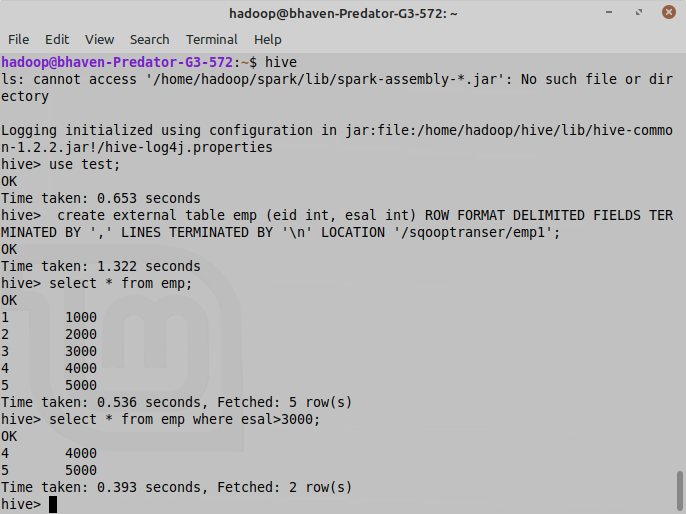 hadoop@bhaven-Predator-G3-572: ~
File Edit View Search Terminal Help
hadoop@bhaven-Predator-G3-572:~$ hive
ls: cannot access '/home/hadoop/spark/lib/spark-assembly-*.jar': No such file or dir
ectory
Logging initialized using configuration in jar:file:/home/hadoop/hive/lib/hive-commo
n-1.2.2.jar!/hive-log4j.properties
hive> use test;
OK
Time taken: 0.653 seconds
hive>  create external table emp (eid int, esal int) ROW FORMAT DELIMITED FIELDS TER
MINATED BY ',' LINES TERMINATED BY '\n' LOCATION '/sqooptranser/emp1';
OK
Time taken: 1.322 seconds
hive> select * from emp;
OK
1       1000
2       2000
3       3000
4       4000
5       5000
Time taken: 0.536 seconds, Fetched: 5 row(s)
hive> select * from emp where esal>3000;
OK
4       4000
5       5000
Time taken: 0.393 seconds, Fetched: 2 row(s)
hive>